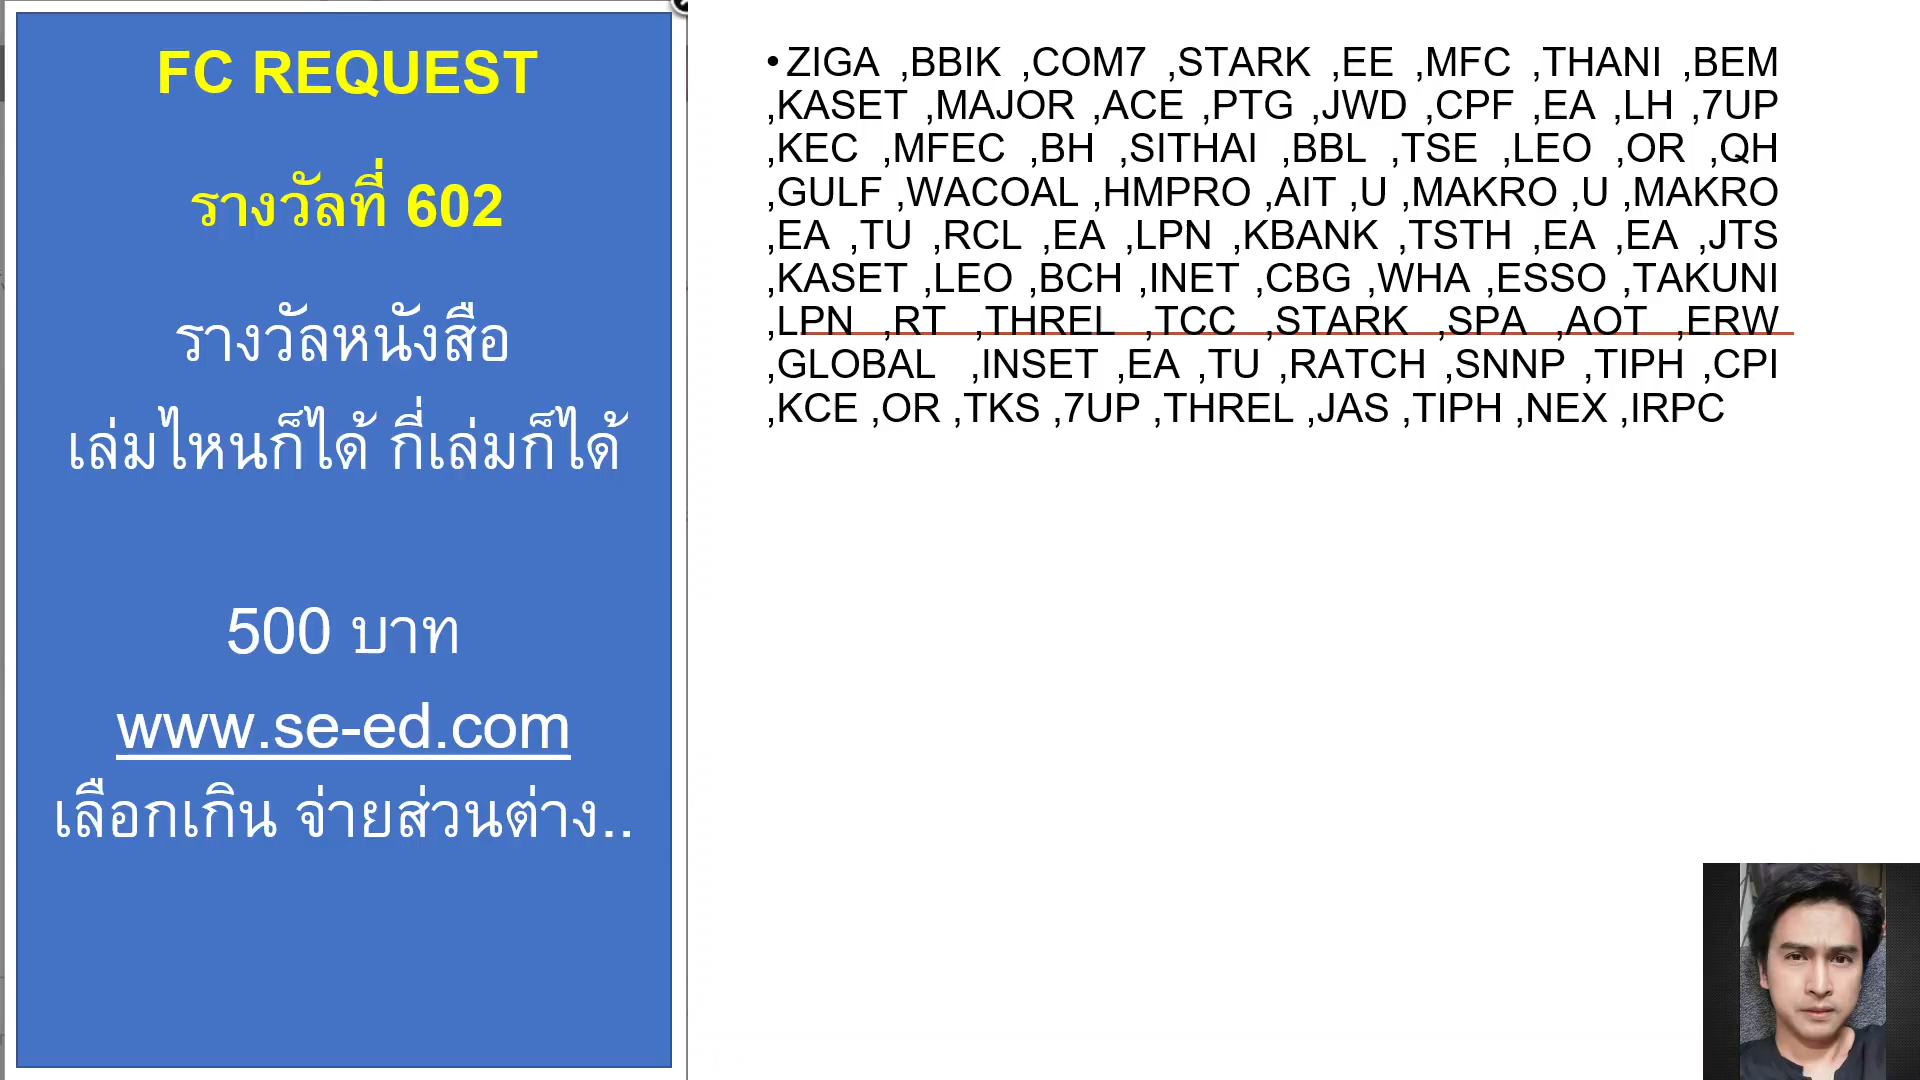 FC REQUEST
รางวัลที่ 602
รางวัลหนังสือ
เล่มไหนก็ได้ กี่เล่มก็ได้
500 บาท
www.se-ed.com
เลือกเกิน จ่ายส่วนต่าง..
•ZIGA ,BBIK ,COM7 ,STARK ,EE ,MFC ,THANI ,BEM
,KASET ,MAJOR ,ACE ,PTG ,JWD ,CPF ,EA ,LH ,7UP
,KEC ,MFEC ,BH ,SITHAI ,BBL ,TSE ,LEO ,OR ,QH
,GULF ,WACOAL ,HMPRO ,AIT ,U ,MAKRO ,U ,MAKRO
,EA ,TU ,RCL ,EA ,LPN ,KBANK ,TSTH ,EA ,EA ,JTS
,KASET ,LEO ,BCH ,INET ,CBG ,WHA ,ESSO ,TAKUNI
,LPN ,RT ,THREL ,TCC ,STARK ,SPA ,AOT ,ERW
,GLOBAL ,INSET ,EA ,TU ,RATCH ,SNNP ,TIPH ,CPI
,KCE ,OR ,TKS ,7UP ,THREL ,JAS ,TIPH ,NEX ,IRPC